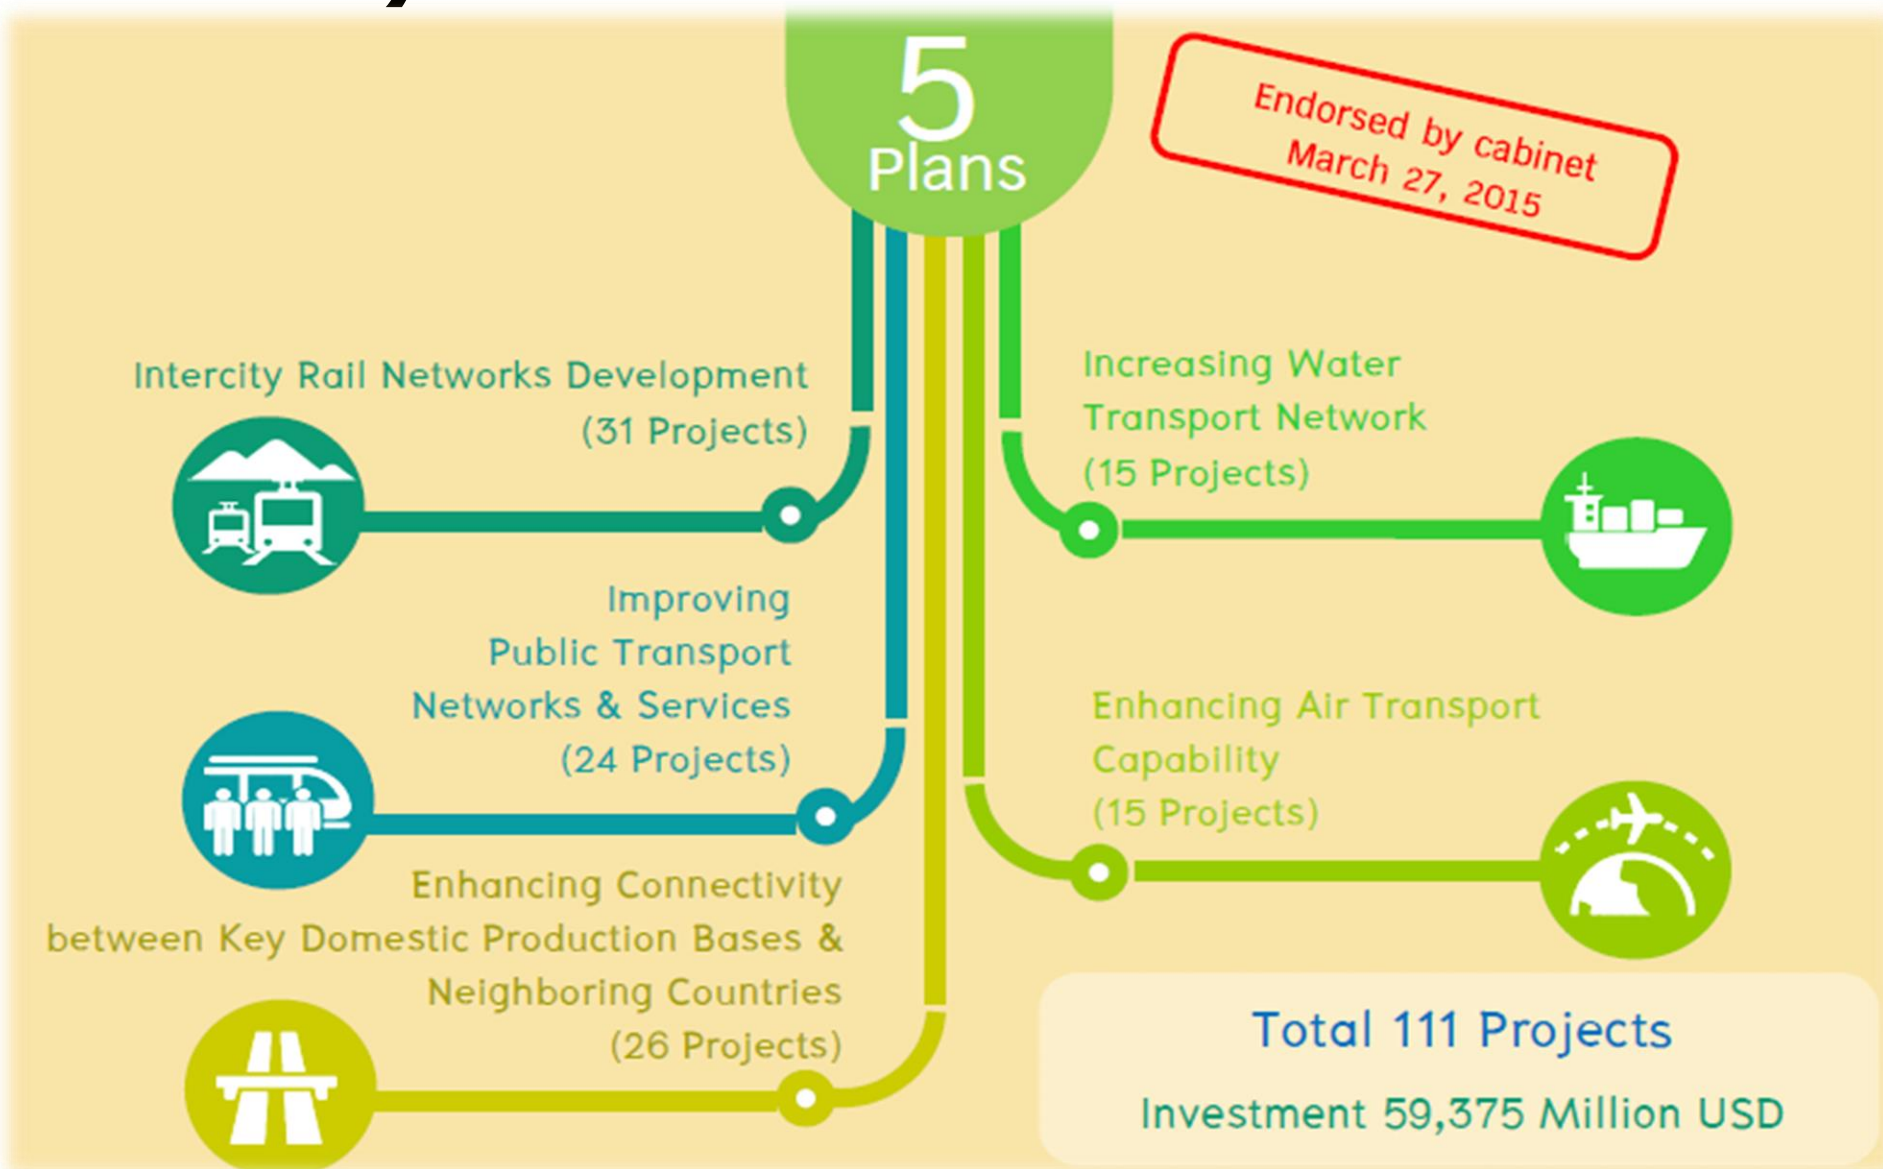 5
Plans
Endorsed by cabinet
March 27, 2015
Intercity Rail Networks Development
(31 Projects)
Improving
Public Transport
Networks & Services
(24 Projects)
Enhancing Connectivity
between Key Domestic Production Bases &
Neighboring Countries
(26 Projects)
Increasing Water
Transport Network
(15 Projects)
Enhancing Air Transport
Capability
(15 Projects)
Total 111 Projects
Investment 59,375 Million USD